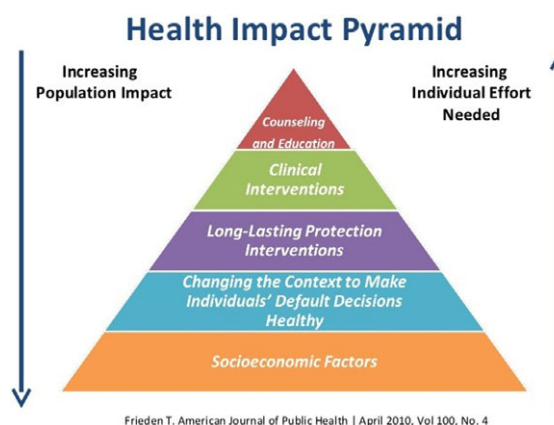 Health Impact Pyramid
Increasing
Population Impact
Increasing
Individual Effort
Needed
Counseling
and Education
Clinical
Interventions
Long-Lasting Protection
Interventions
Changing the Context to Make
Individuals' Default Decisions
Healthy
Socioeconomic Factors
Frieden T. American Journal of Public Health | April 2010, Vol 100, No. 4